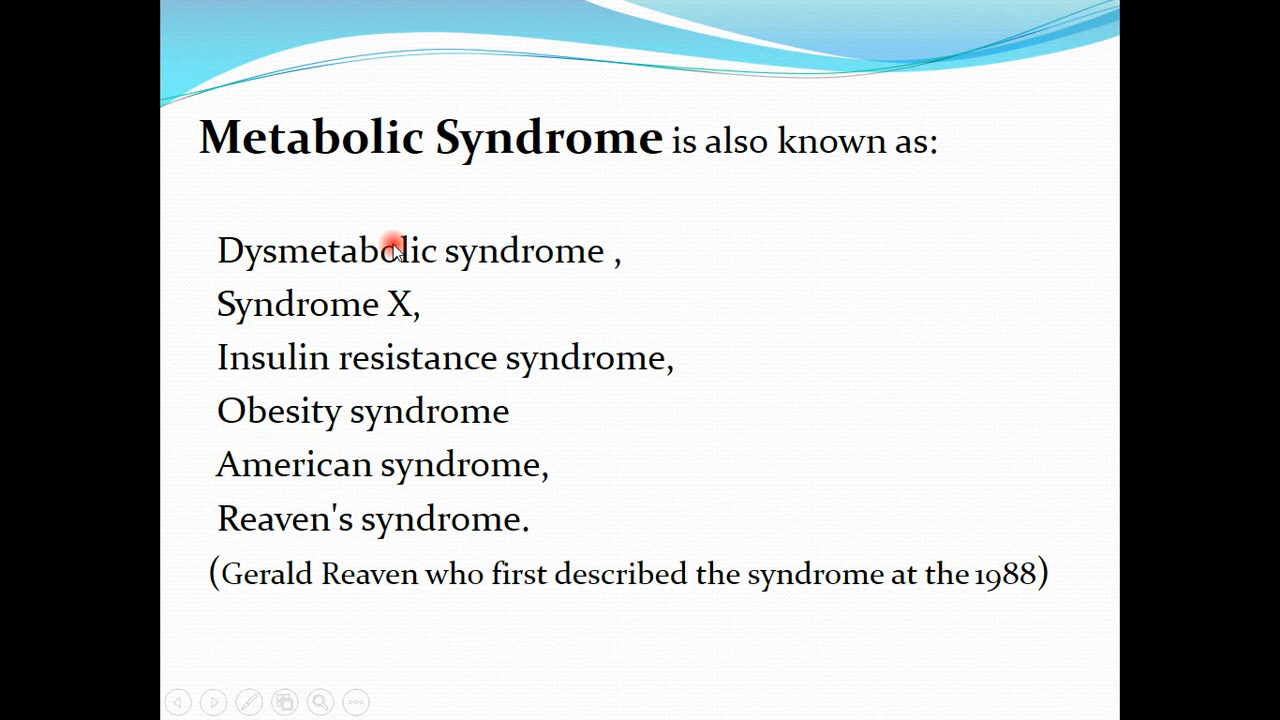 Metabolic Syndrome is also known as:
Dysmetabolic syndrome ,
Syndrome X,
Insulin resistance syndrome,
Obesity syndrome
American syndrome,
Reaven's syndrome.
(Gerald Reaven who first described the syndrome at the 1988)